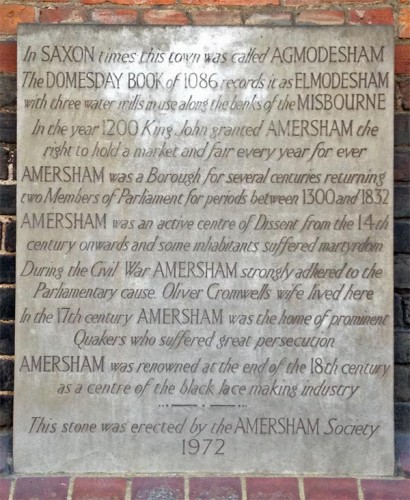 In SAXON times this town was called AGMODESHAM
The DOMESDAY BOOK of 1086 records it as ELMODESHAM
with three water mills in use along the banks of the MISBOURNE
In the year 1200 King John granted AMERSHAM the
right to hold a market and fair every year for ever
AMERSHAM was a Borough for several centuries returning
two Members of Parliament for periods between 1300 and 1832
AMERSHAM was an active centre of Dissent from the 14th
century onwards and some inhabitants suffered martyrdom
During the Civil War AMERSHAM strongly adhered to the
Parliamentary cause. Oliver Cromwells wife lived here
In the 17th century AMERSHAM was the home of prominent
Quakers who suffered great persecution
AMERSHAM was renowned at the end of the 18th century
as a centre of the black lace making industry
This stone was erected by the AMERSHAM Society
1972